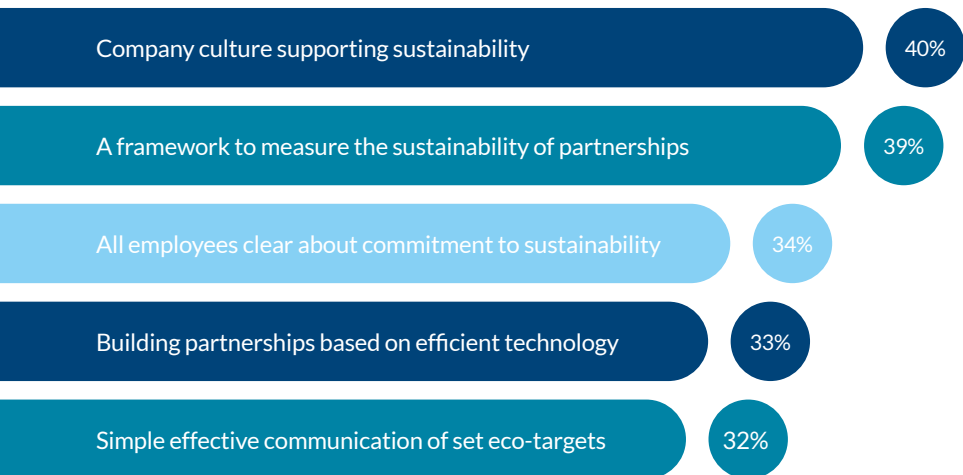 Company culture supporting sustainability 40%
A framework to measure the sustainability of partnerships 39%
All employees clear about commitment to sustainability 34%
Building partnerships based on efficient technology 33%
Simple effective communication of set eco-targets 32%